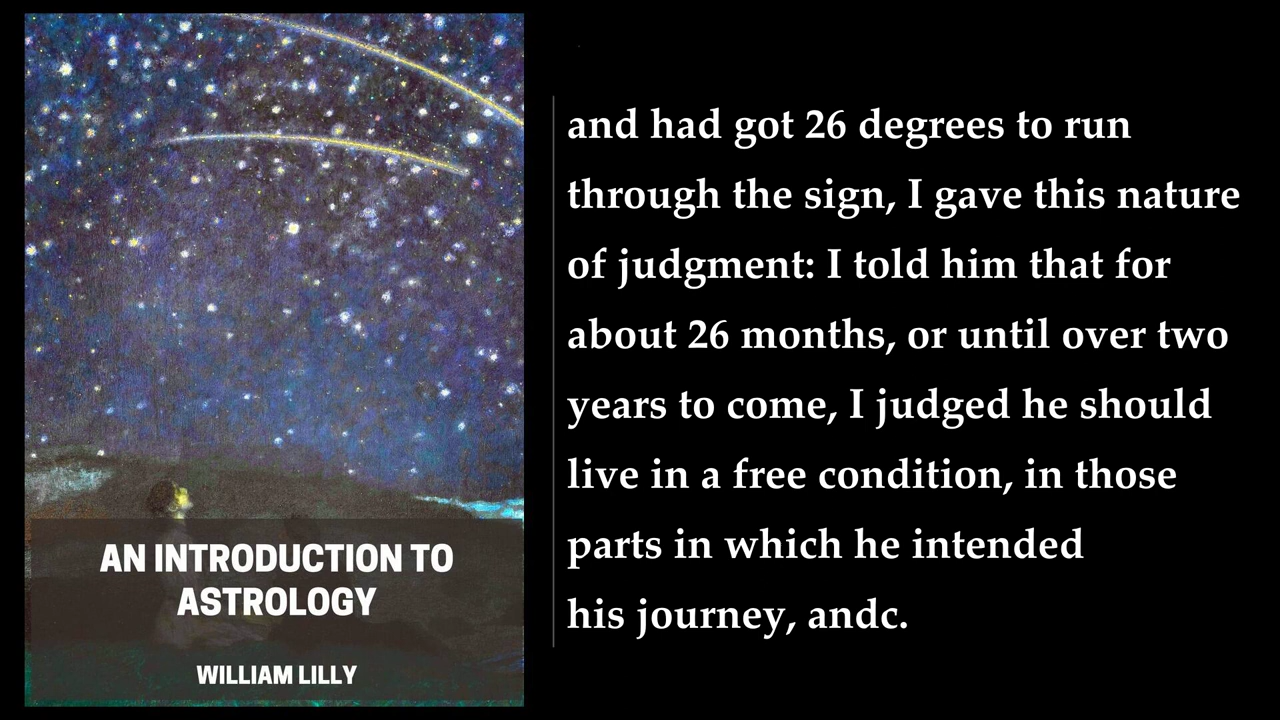 AN INTRODUCTION TO
ASTROLOGY
WILLIAM LILLY
and had got 26 degrees to run
through the sign, I gave this nature
of judgment: I told him that for
about 26 months, or until over two
years to come, I judged he should
live in a free condition, in those
parts in which he intended
his journey, andc.